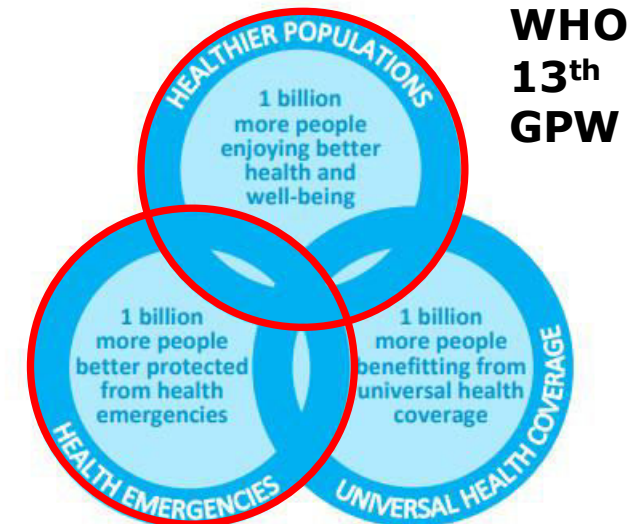 WHO
13th
GPW
HEALTHIER POPULATIONS
1 billion
more people
enjoying better
health and
well-being
1 billion
more people
better protected
from health
emergencies
HEALTH EMERGENCIES
1 billion
more people
benefitting from
universal health
coverage
UNIVERSAL HEALTH COVERAGE